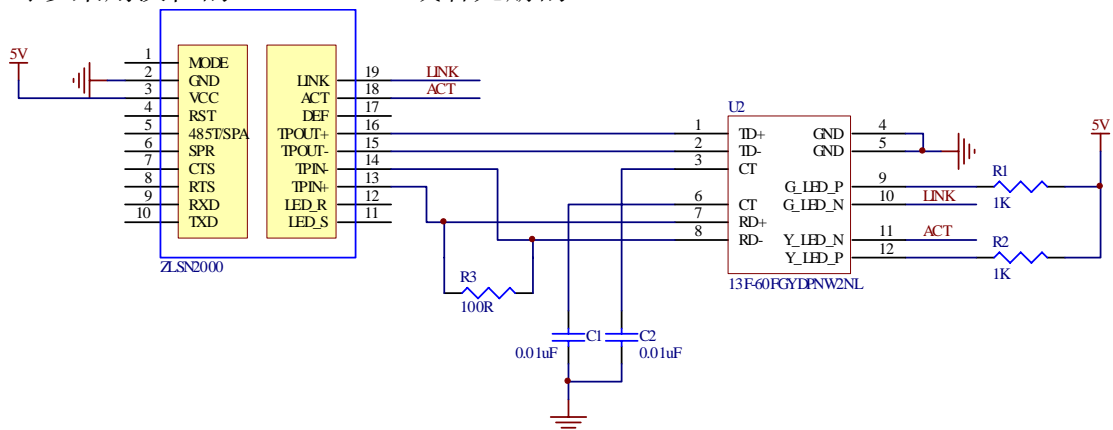 5V
1 MODE
2 GND
3 VCC
4 RST
5 485T/SPA
6 SPR
7 CTS
8 RTS
9 RXD
10 TXD
LINK 19 LINK
ACT 18 ACT
DEF 17
TPOUT+ 16
TPOUT- 15
TPIN- 14
TPIN+ 13
LED_R 12
LED_S 11
ZLSN2000
R3
100R
C1
0.01uF
C2
0.01uF
U2
1 TD+
2 TD-
3 CT
6 CT
7 RD+
8 RD-
GND 4
GND 5
G_LED_P 9
G_LED_N 10 LINK
Y_LED_N 11 ACT
Y_LED_P 12
13F-60FGYDPNW2NL
R1
1K
R2
1K
5V